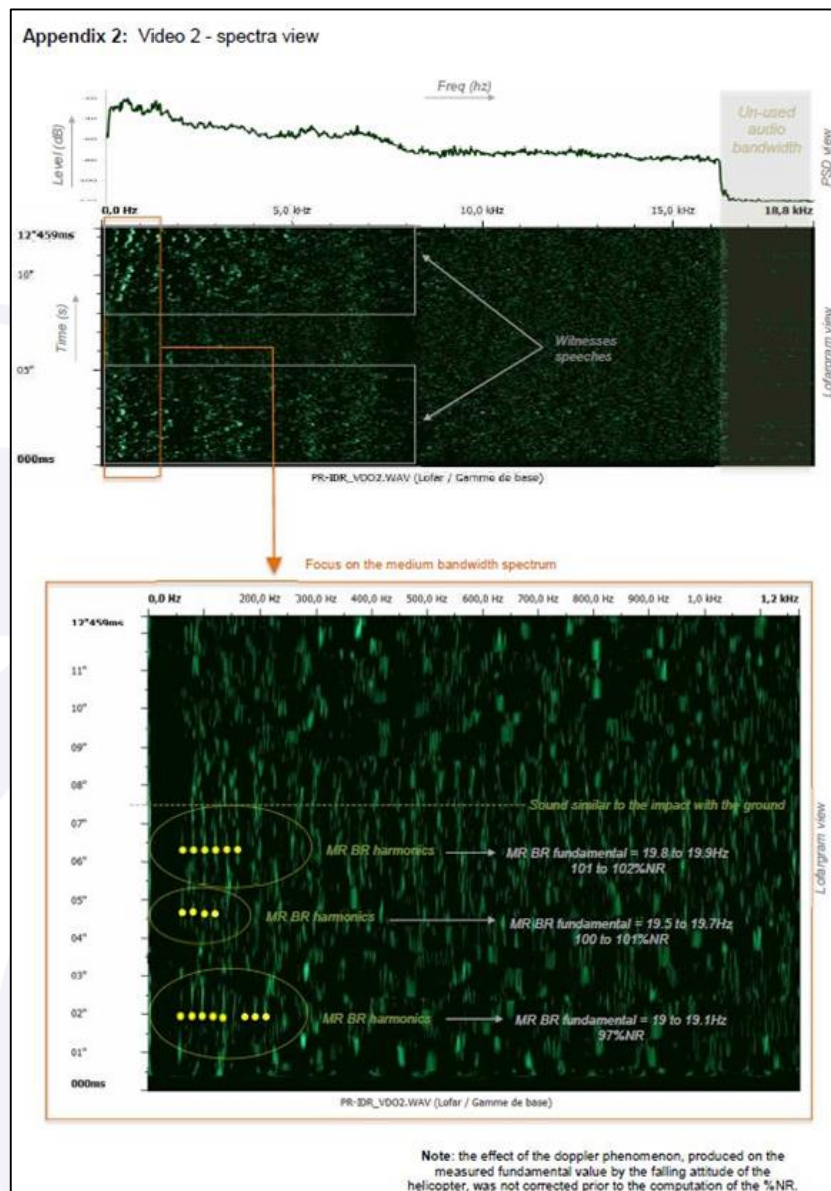 Appendix 2: Video 2 - spectra view
Freq (hz)
Level (dB)
Un-used
audio
bandwidth
PSD view
0,0 Hz 5,0 Hz 10,0 kHz 15,0 kHz 18,8 kHz
12"459ms
10"
Time (s)
05"
000ms
Witnesses
speeches
Lofargram view
PR-IDR_VDO2.WAV (Lofar / Gamme de base)
Focus on the medium bandwidth spectrum
0,0 Hz 200,0 Hz 300,0 Hz 400,0 Hz 500,0 Hz 600,0 Hz 700,0 Hz 800,0 Hz 900,0 Hz 1,0 Hz 1,2 kHz
12"459ms
11"
10"
09"
08"
Sound similar to the impact with the ground
07"
06"
MR BR harmonics
MR BR fundamental = 19.8 to 19.9Hz
101 to 102%NR
05"
MR BR harmonics
MR BR fundamental = 19.5 to 19.7Hz
100 to 101%NR
04"
03"
02"
MR BR harmonics
MR BR fundamental = 19 to 19.1Hz
97%NR
01"
000ms
Lofargram view
PR-IDR_VDO2.WAV (Lofar / Gamme de base)
Note: the effect of the doppler phenomenon, produced on the
measured fundamental value by the falling attitude of the
helicopter, was not corrected prior to the computation of the %NR.